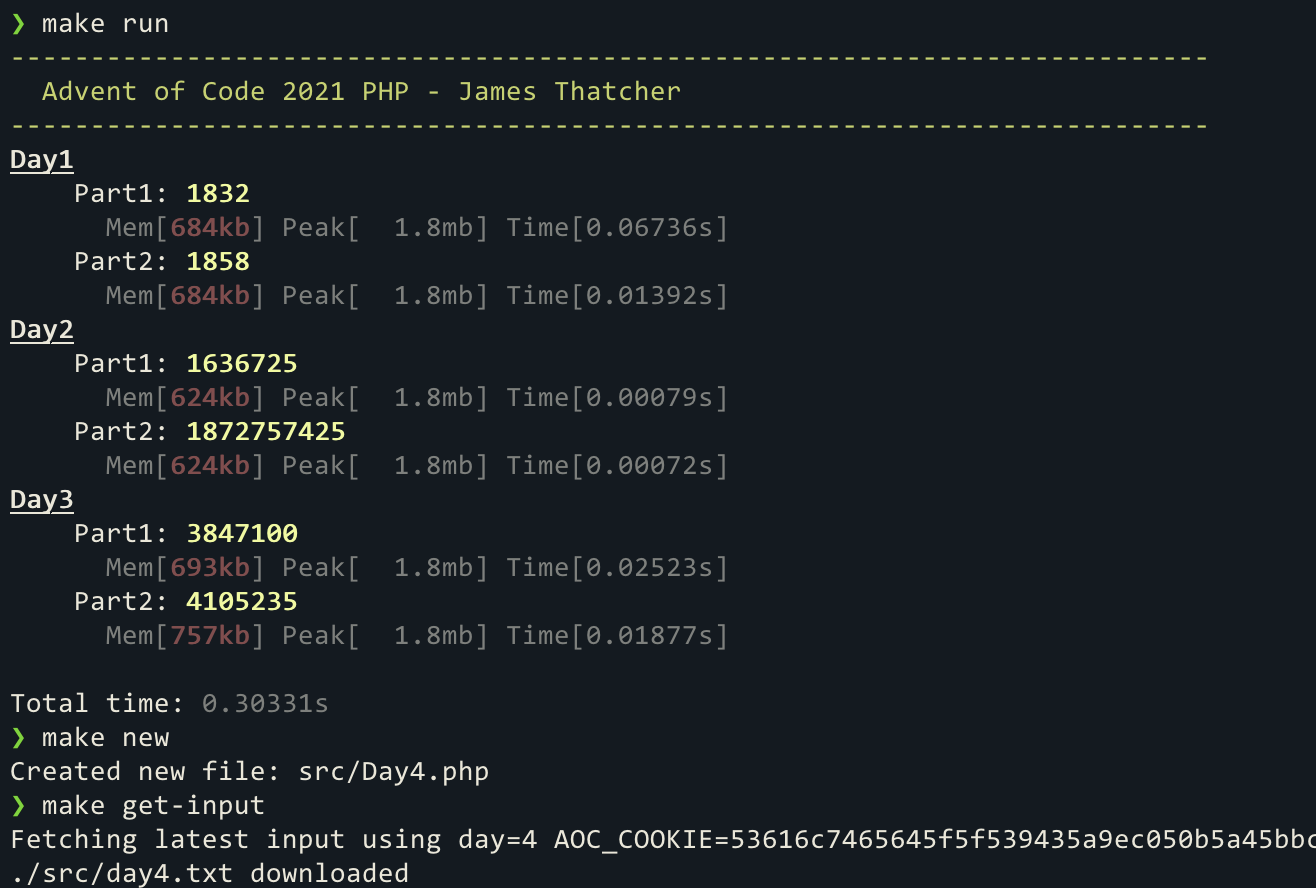 ❯ make run
---------------------------------------------------------------------------
  Advent of Code 2021 PHP - James Thatcher
---------------------------------------------------------------------------
Day1
    Part1: 1832
      Mem[684kb] Peak[  1.8mb] Time[0.06736s]
    Part2: 1858
      Mem[684kb] Peak[  1.8mb] Time[0.01392s]
Day2
    Part1: 1636725
      Mem[624kb] Peak[  1.8mb] Time[0.00079s]
    Part2: 1872757425
      Mem[624kb] Peak[  1.8mb] Time[0.00072s]
Day3
    Part1: 3847100
      Mem[693kb] Peak[  1.8mb] Time[0.02523s]
    Part2: 4105235
      Mem[757kb] Peak[  1.8mb] Time[0.01877s]

Total time: 0.30331s
❯ make new
Created new file: src/Day4.php
❯ make get-input
Fetching latest input using day=4 AOC_COOKIE=53616c7465645f5f539435a9ec050b5a45bbc
./src/day4.txt downloaded